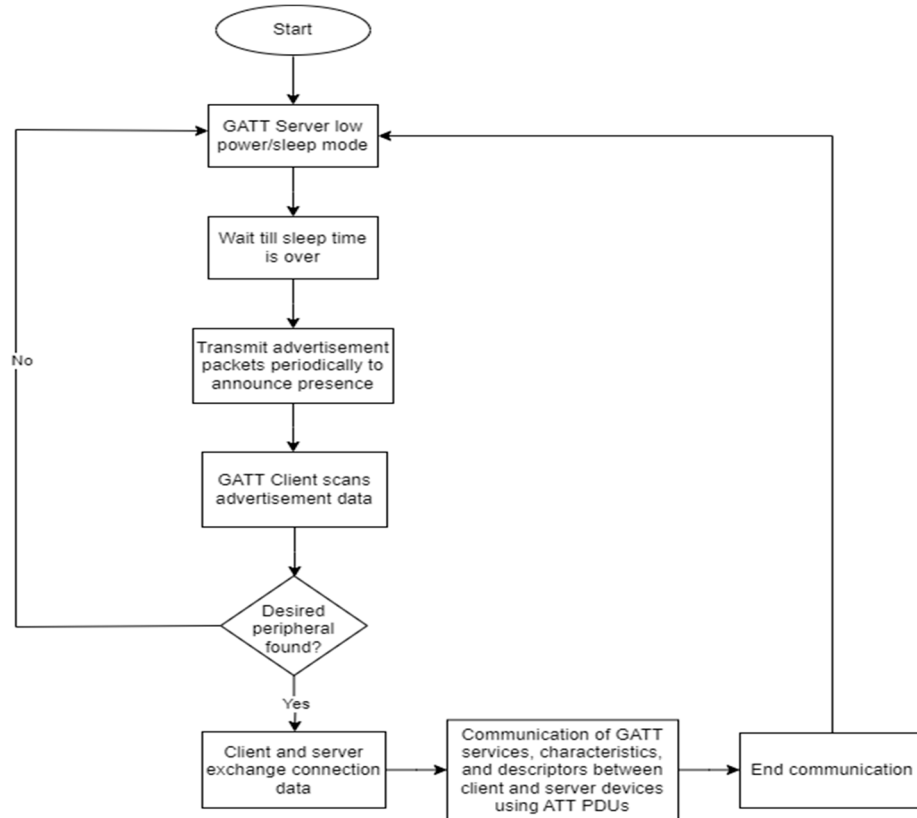 Start
GATT Server low
power/sleep mode
Wait till sleep time
is over
Transmit advertisement
packets periodically to
announce presence
No
GATT Client scans
advertisement data
Desired
peripheral
found?
Yes
Client and server
exchange connection
data
Communication of GATT
services, characteristics,
and descriptors between
client and server devices
using ATT PDUs
End communication